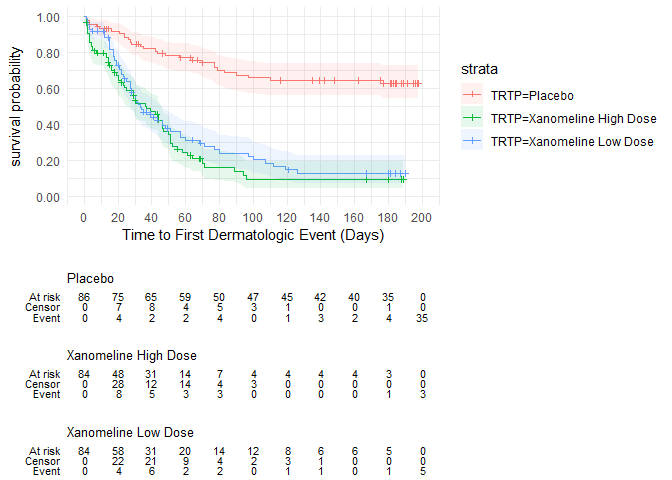 survival probability
1.00
0.80
0.60
0.40
0.20
0.00
0 20 40 60 80 100 120 140 160 180 200
Time to First Dermatologic Event (Days)
strata
TRTP=Placebo
TRTP=Xanomeline High Dose
TRTP=Xanomeline Low Dose
Placebo
At risk 86 75 65 59 50 47 45 42 40 35 0
Censor 0 7 8 4 5 3 1 0 0 1 0
Event 0 4 2 2 4 0 1 3 2 4 35
Xanomeline High Dose
At risk 84 48 31 14 7 4 4 4 4 3 0
Censor 0 28 12 14 4 3 0 0 0 0 0
Event 0 8 5 3 3 0 0 0 0 1 3
Xanomeline Low Dose
At risk 84 58 31 20 14 12 8 6 6 5 0
Censor 0 22 21 9 4 2 3 1 0 0 0
Event 0 4 6 2 2 0 1 1 0 1 5